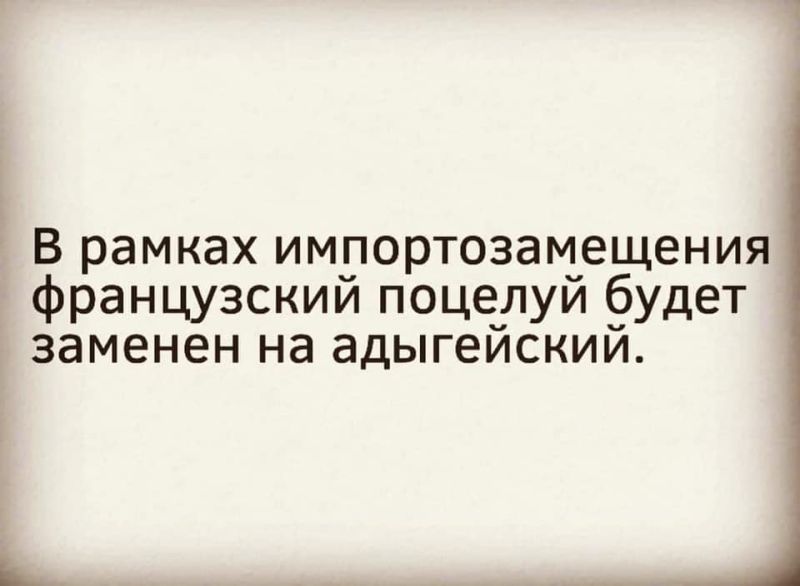 В рамках импортозамещения
французский поцелуй будет
заменен на адыгейский.